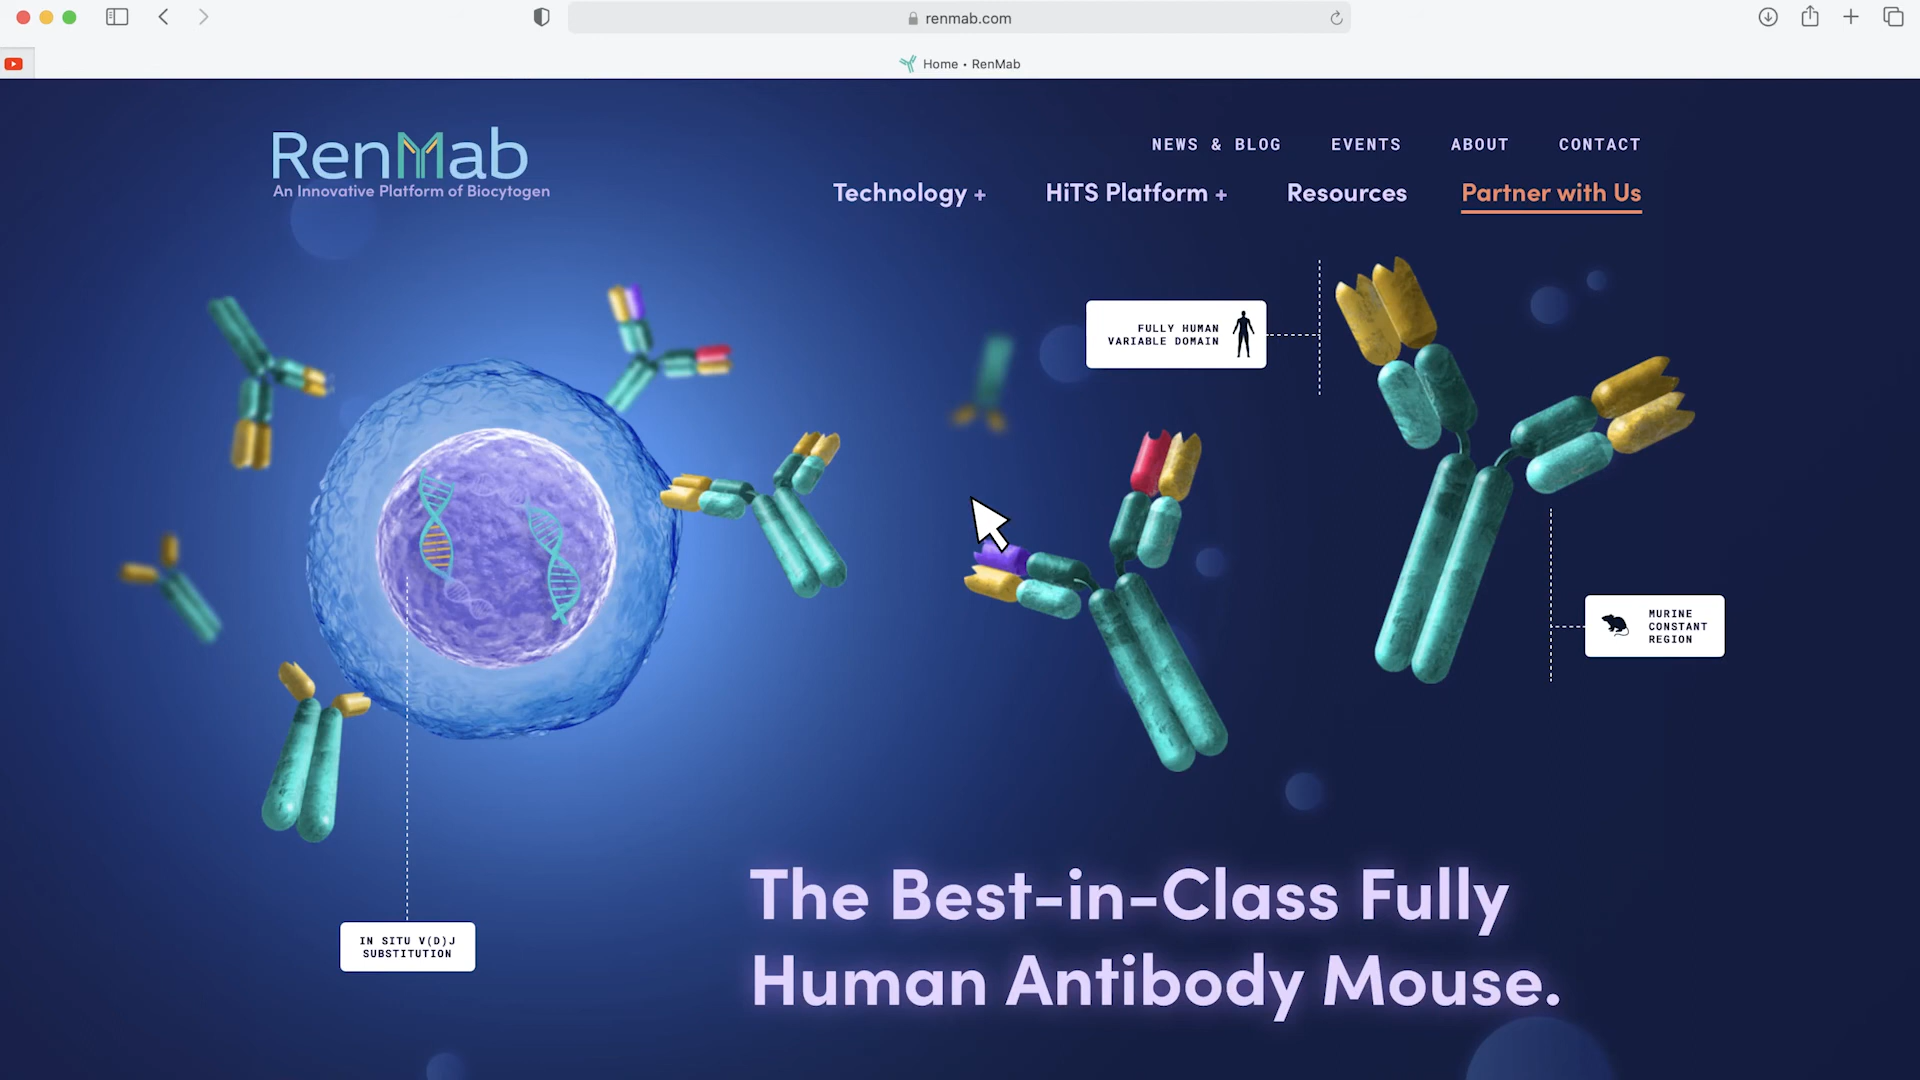 renmab.com
Home • RenMab
RenMab
An Innovative Platform of Biocytogen
NEWS & BLOG
EVENTS
ABOUT
CONTACT
Technology +
HiTS Platform +
Resources
Partner with Us
FULLY HUMAN
VARIABLE DOMAIN
MURINE
CONSTANT
REGION
IN SITU V(D)J
SUBSTITUTION
The Best-in-Class Fully
Human Antibody Mouse.